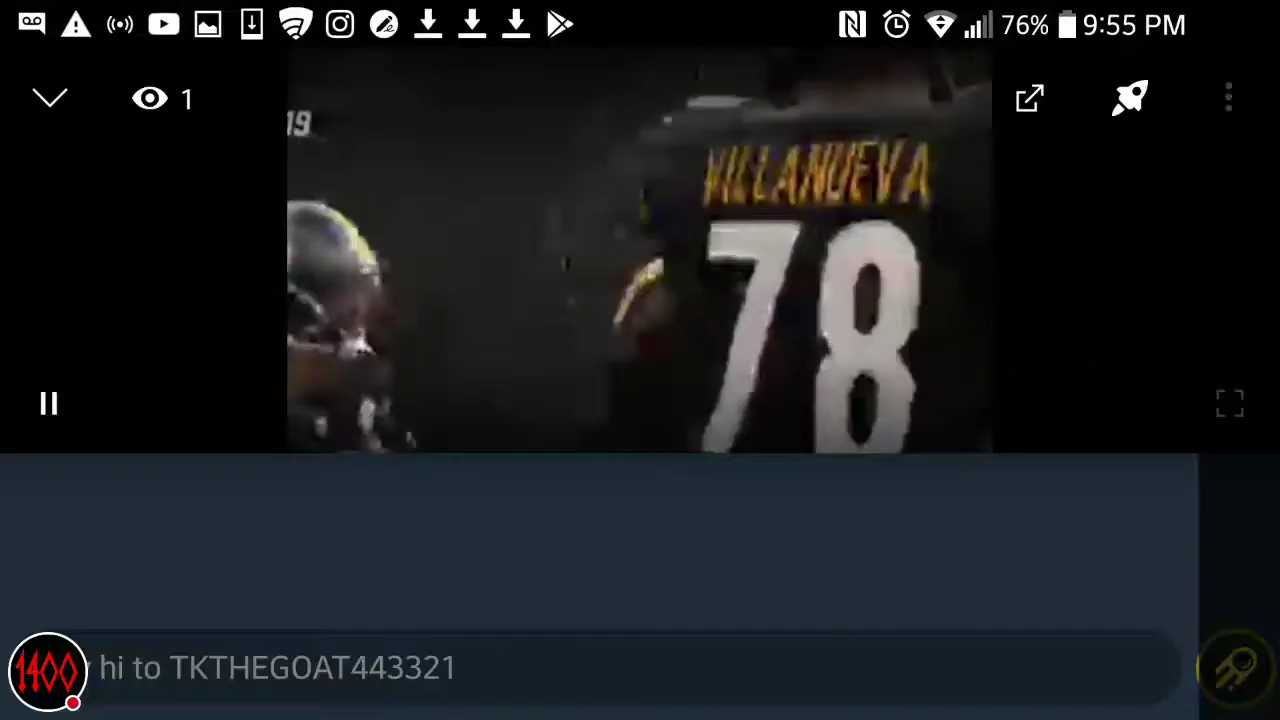 76% 9:55 PM
1
19
VILLANUEVA
78
1400
hi to TKTHEGOAT443321